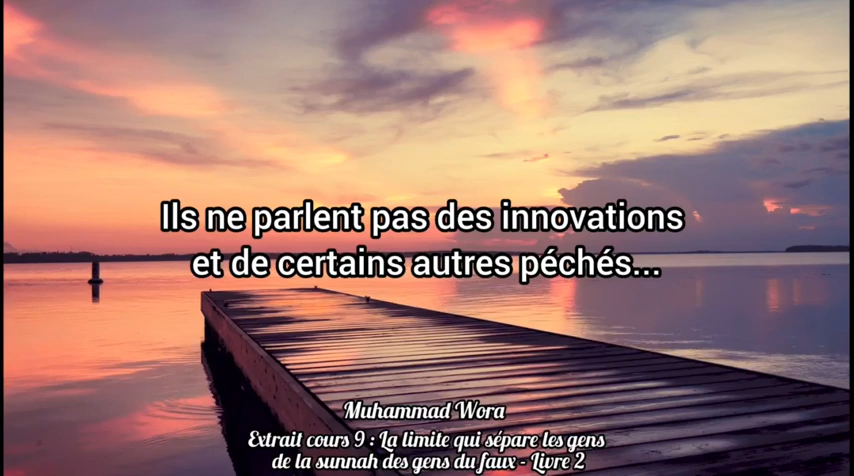 Ils ne parlent pas des innovations
et de certains autres péchés...
Muhammad Wora
Extrait cours 9 : La limite qui sépare les gens
de la sunnah des gens du faux - Livre 2